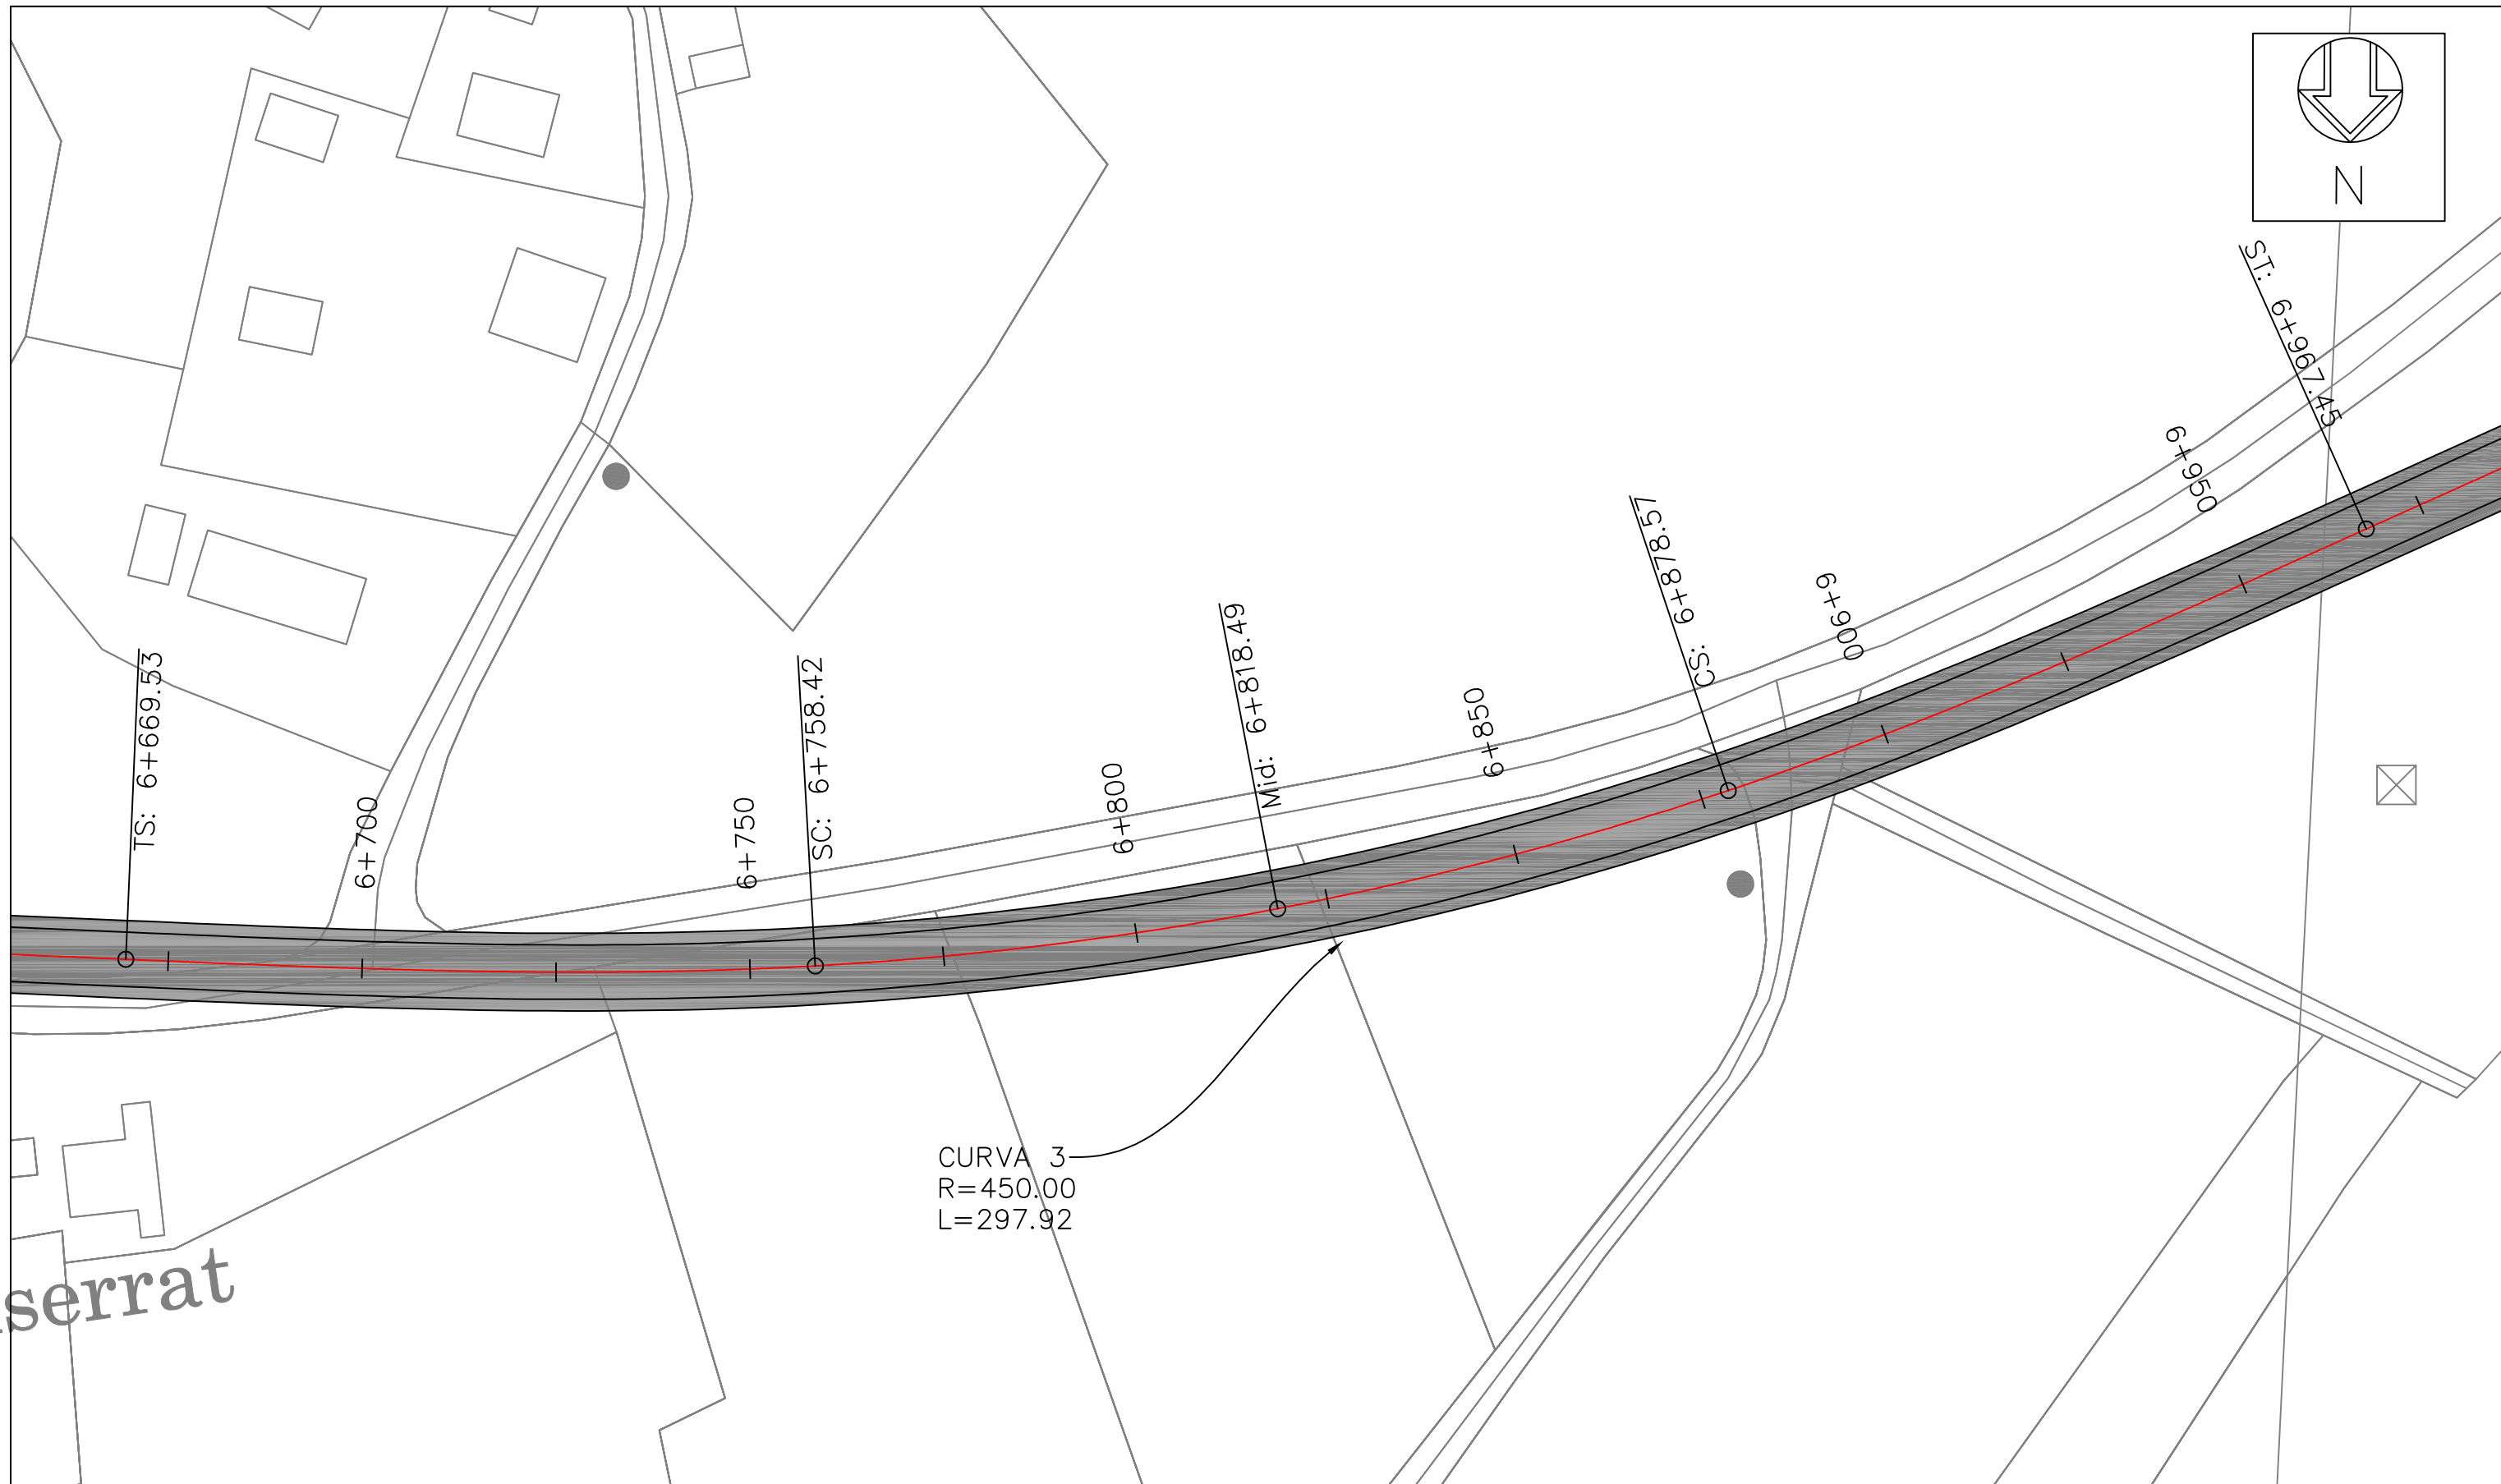 N
ST: 6+967.45
6+950
CS: 6+878.57
6+900
Mid: 6+818.49
TS: 6+669.53
SC: 6+758.42
6+850
6+800
6+700
6+750
CURVA 3
R=450.00
L=297.92
serrat